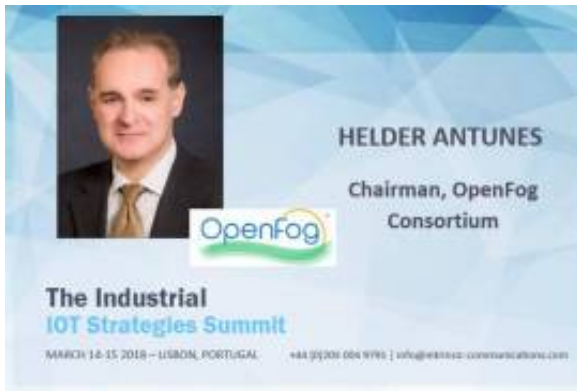 HELDER ANTUNES
Chairman, OpenFog
Consortium
OpenFog
The Industrial
IOT Strategies Summit
MARCH 14-15 2018 – LISBON, PORTUGAL